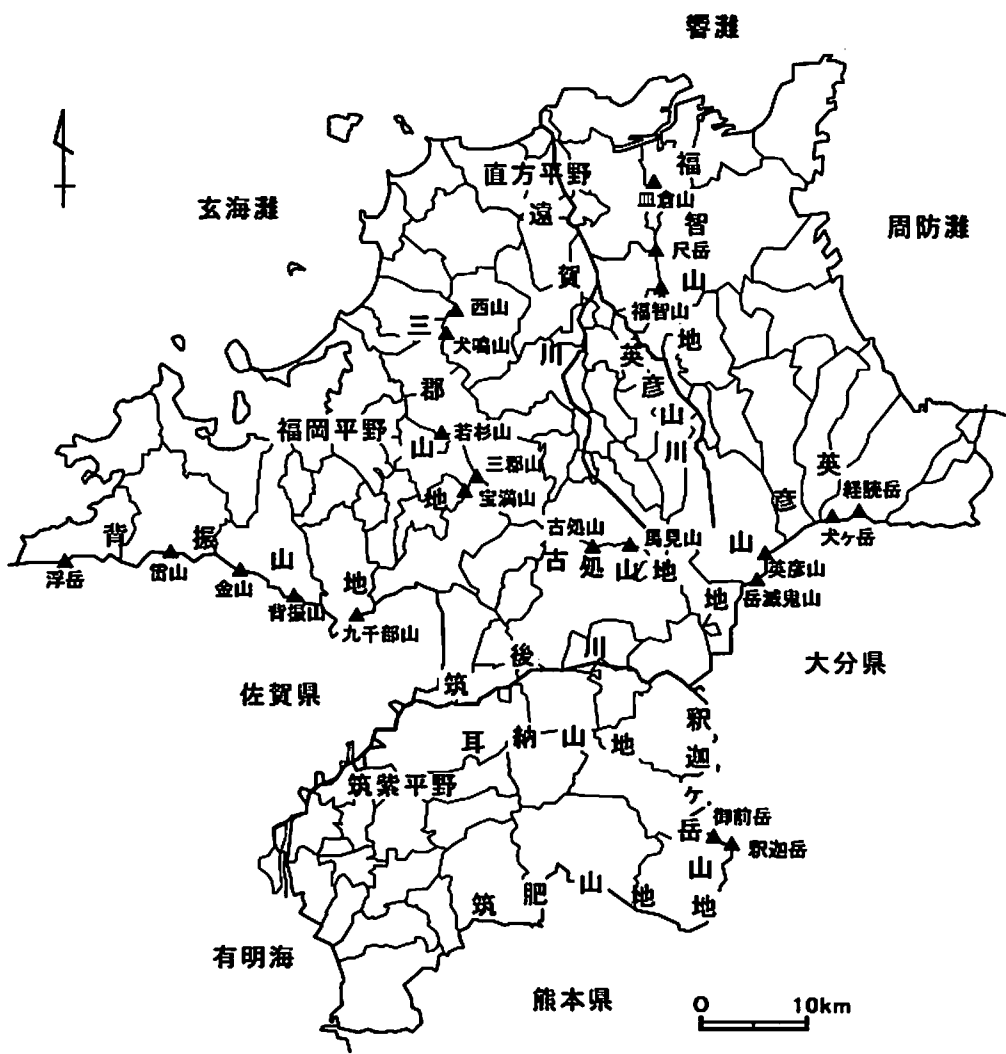 響灘
玄海灘
周防灘
直方平野
遠賀川
福智山地
皿倉山
尺岳
福智山
西山
犬鳴山
三郡山地
英彦山川
福岡平野
若杉山
三郡山
宝満山
英彦山地
経読岳
犬ヶ岳
英彦山
岳滅鬼山
古処山
馬見山
古処山地
背振山地
浮岳
雷山
金山
背振山
九千部山
筑後川
大分県
佐賀県
耳納山地
釈迦ヶ岳山地
筑紫平野
御前岳
釈迦岳
筑肥山地
有明海
熊本県
0 10km